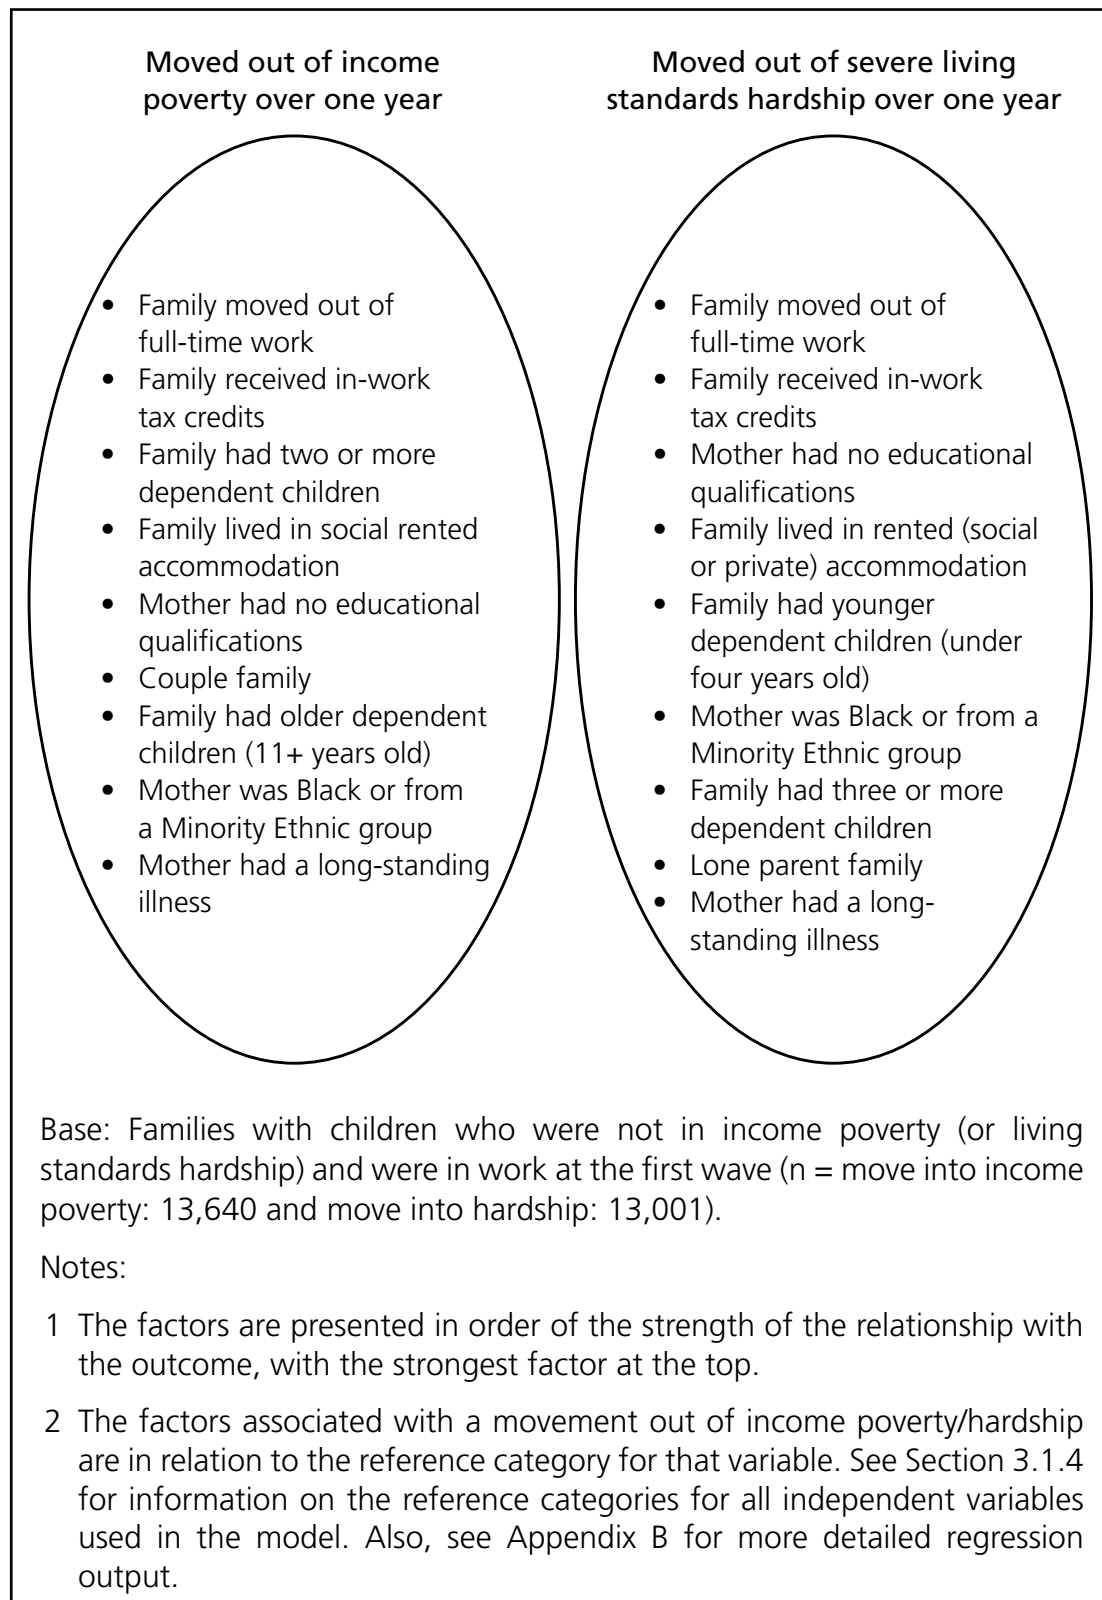 Moved out of income
poverty over one year
Moved out of severe living
standards hardship over one year
• Family moved out of
full-time work
• Family received in-work
tax credits
• Family had two or more
dependent children
• Family lived in social rented
accommodation
• Mother had no educational
qualifications
• Couple family
• Family had older dependent
children (11+ years old)
• Mother was Black or from
a Minority Ethnic group
• Mother had a long-standing
illness
• Family moved out of
full-time work
• Family received in-work
tax credits
• Mother had no educational
qualifications
• Family lived in rented (social
or private) accommodation
• Family had younger
dependent children (under
four years old)
• Mother was Black or from a
Minority Ethnic group
• Family had three or more
dependent children
• Lone parent family
• Mother had a long-
standing illness
Base: Families with children who were not in income poverty (or living
standards hardship) and were in work at the first wave (n = move into income
poverty: 13,640 and move into hardship: 13,001).
Notes:
1 The factors are presented in order of the strength of the relationship with
the outcome, with the strongest factor at the top.
2 The factors associated with a movement out of income poverty/hardship
are in relation to the reference category for that variable. See Section 3.1.4
for information on the reference categories for all independent variables
used in the model. Also, see Appendix B for more detailed regression
output.